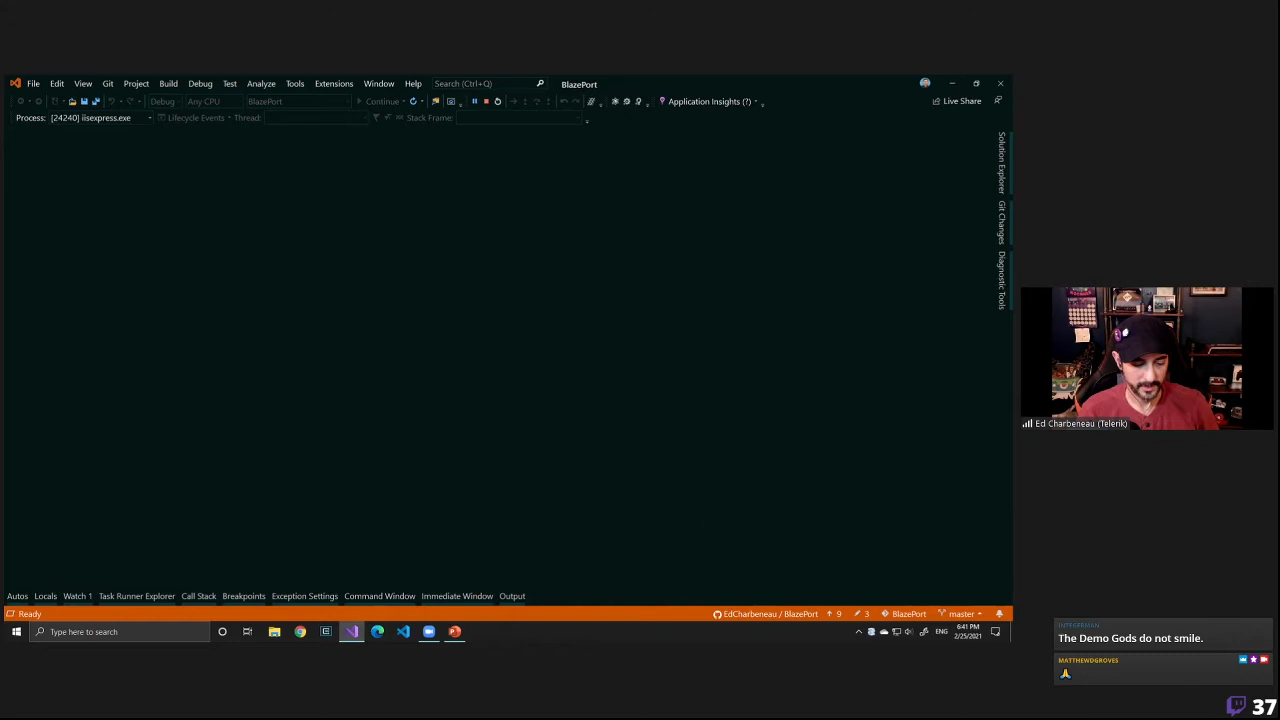 File Edit View Git Project Build Debug Test Analyze Tools Extensions Window Help Search (Ctrl+Q) BlazePort
Debug Any CPU BlazePort Continue Application Insights (?) Live Share
Process: [24240] iisexpress.exe Lifecycle Events Thread: Stack Frame:
Solution Explorer
Git Changes
Diagnostic Tools
Ed Charbeneau (Telerik)
Autos Locals Watch 1 Task Runner Explorer Call Stack Breakpoints Exception Settings Command Window Immediate Window Output
Ready EdCharbeneau / BlazePort 9 3 BlazePort master
Type here to search ENG 6:41 PM
2/25/2021
INTEGERMAN
The Demo Gods do not smile.
MATTHEWDGROVES
🙏
37